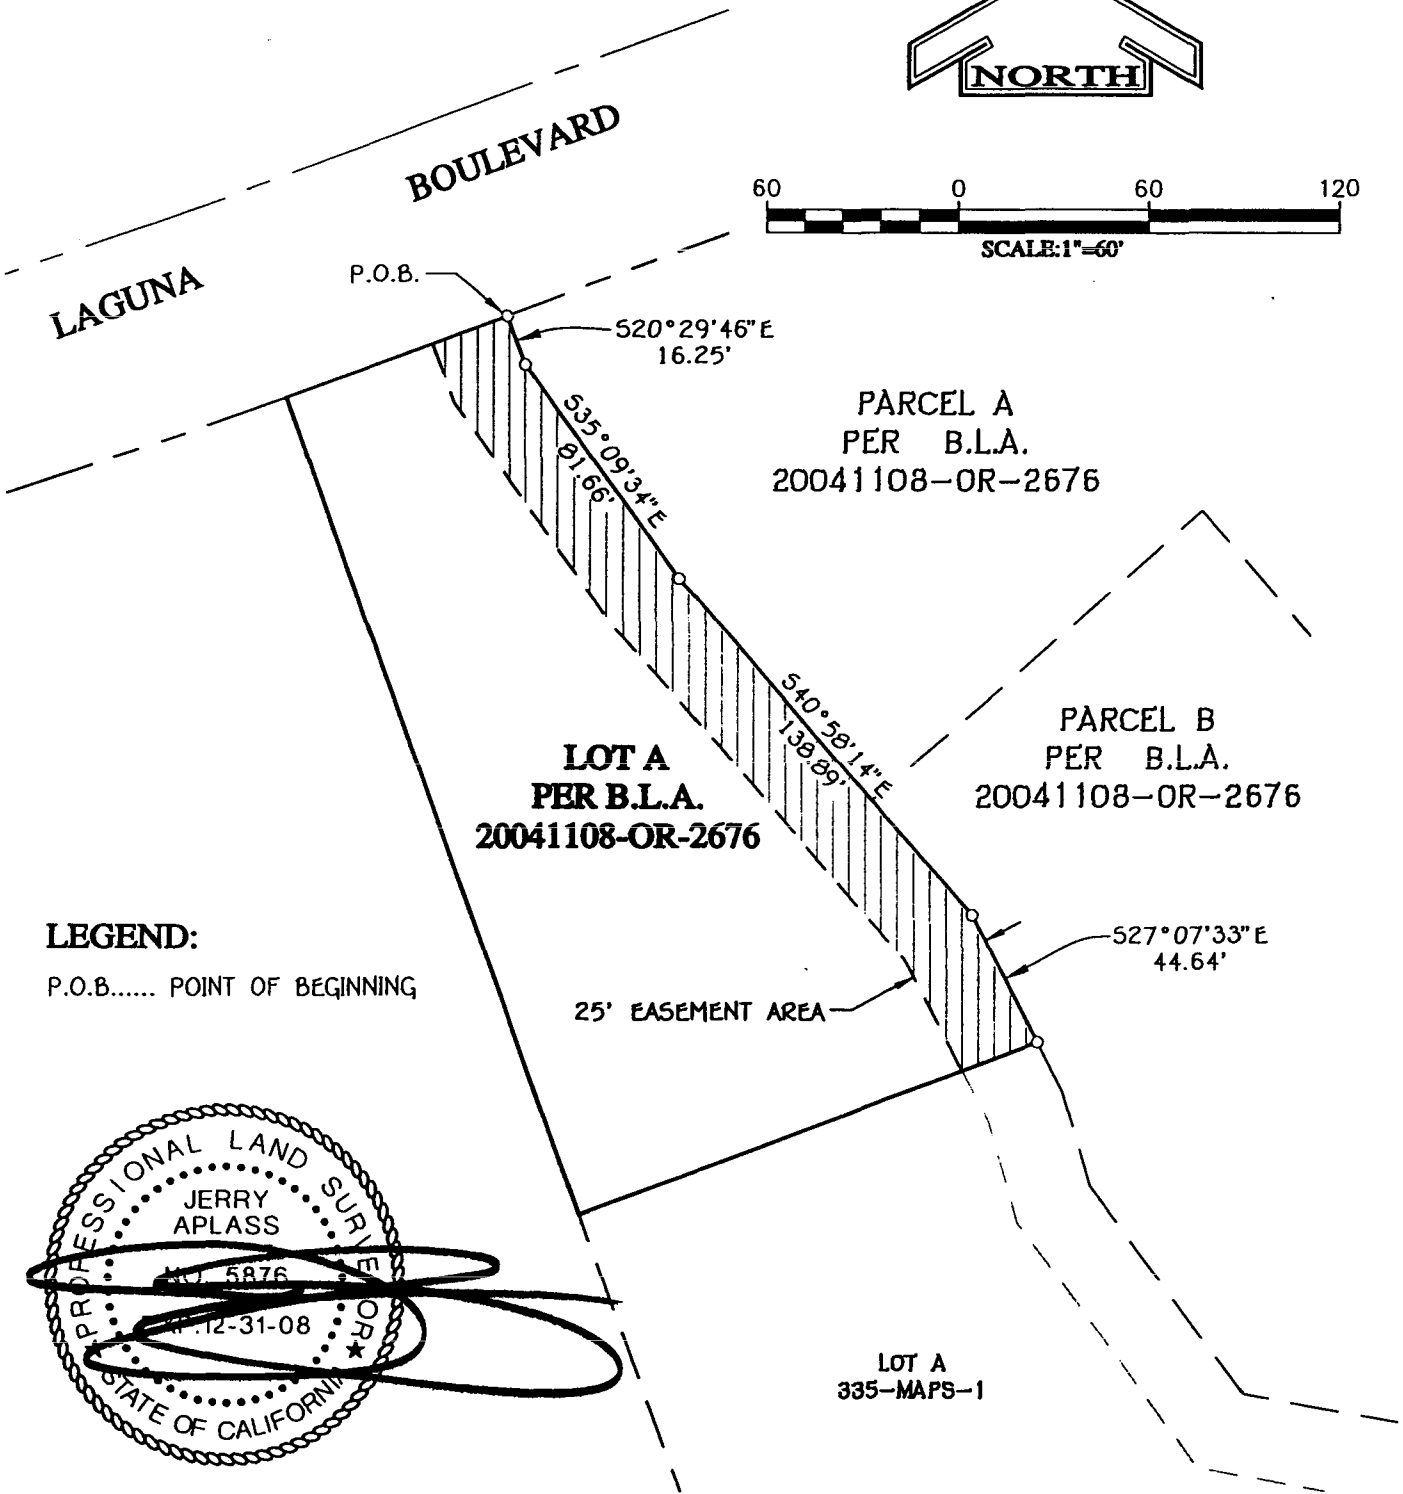 NORTH
60 0 60 120
SCALE:1"=60'
LAGUNA BOULEVARD
P.O.B.
S20°29'46"E
16.25'
S35°09'34"E
81.66'
PARCEL A
PER B.L.A.
20041108-OR-2676
S40°58'14"E
138.89'
PARCEL B
PER B.L.A.
20041108-OR-2676
LOT A
PER B.L.A.
20041108-OR-2676
LEGEND:
P.O.B...... POINT OF BEGINNING
S27°07'33"E
44.64'
25' EASEMENT AREA
PROFESSIONAL LAND SURVEYOR
JERRY
APLASS
NO. 5876
EXP. 12-31-08
STATE OF CALIFORNIA
LOT A
335-MAPS-1